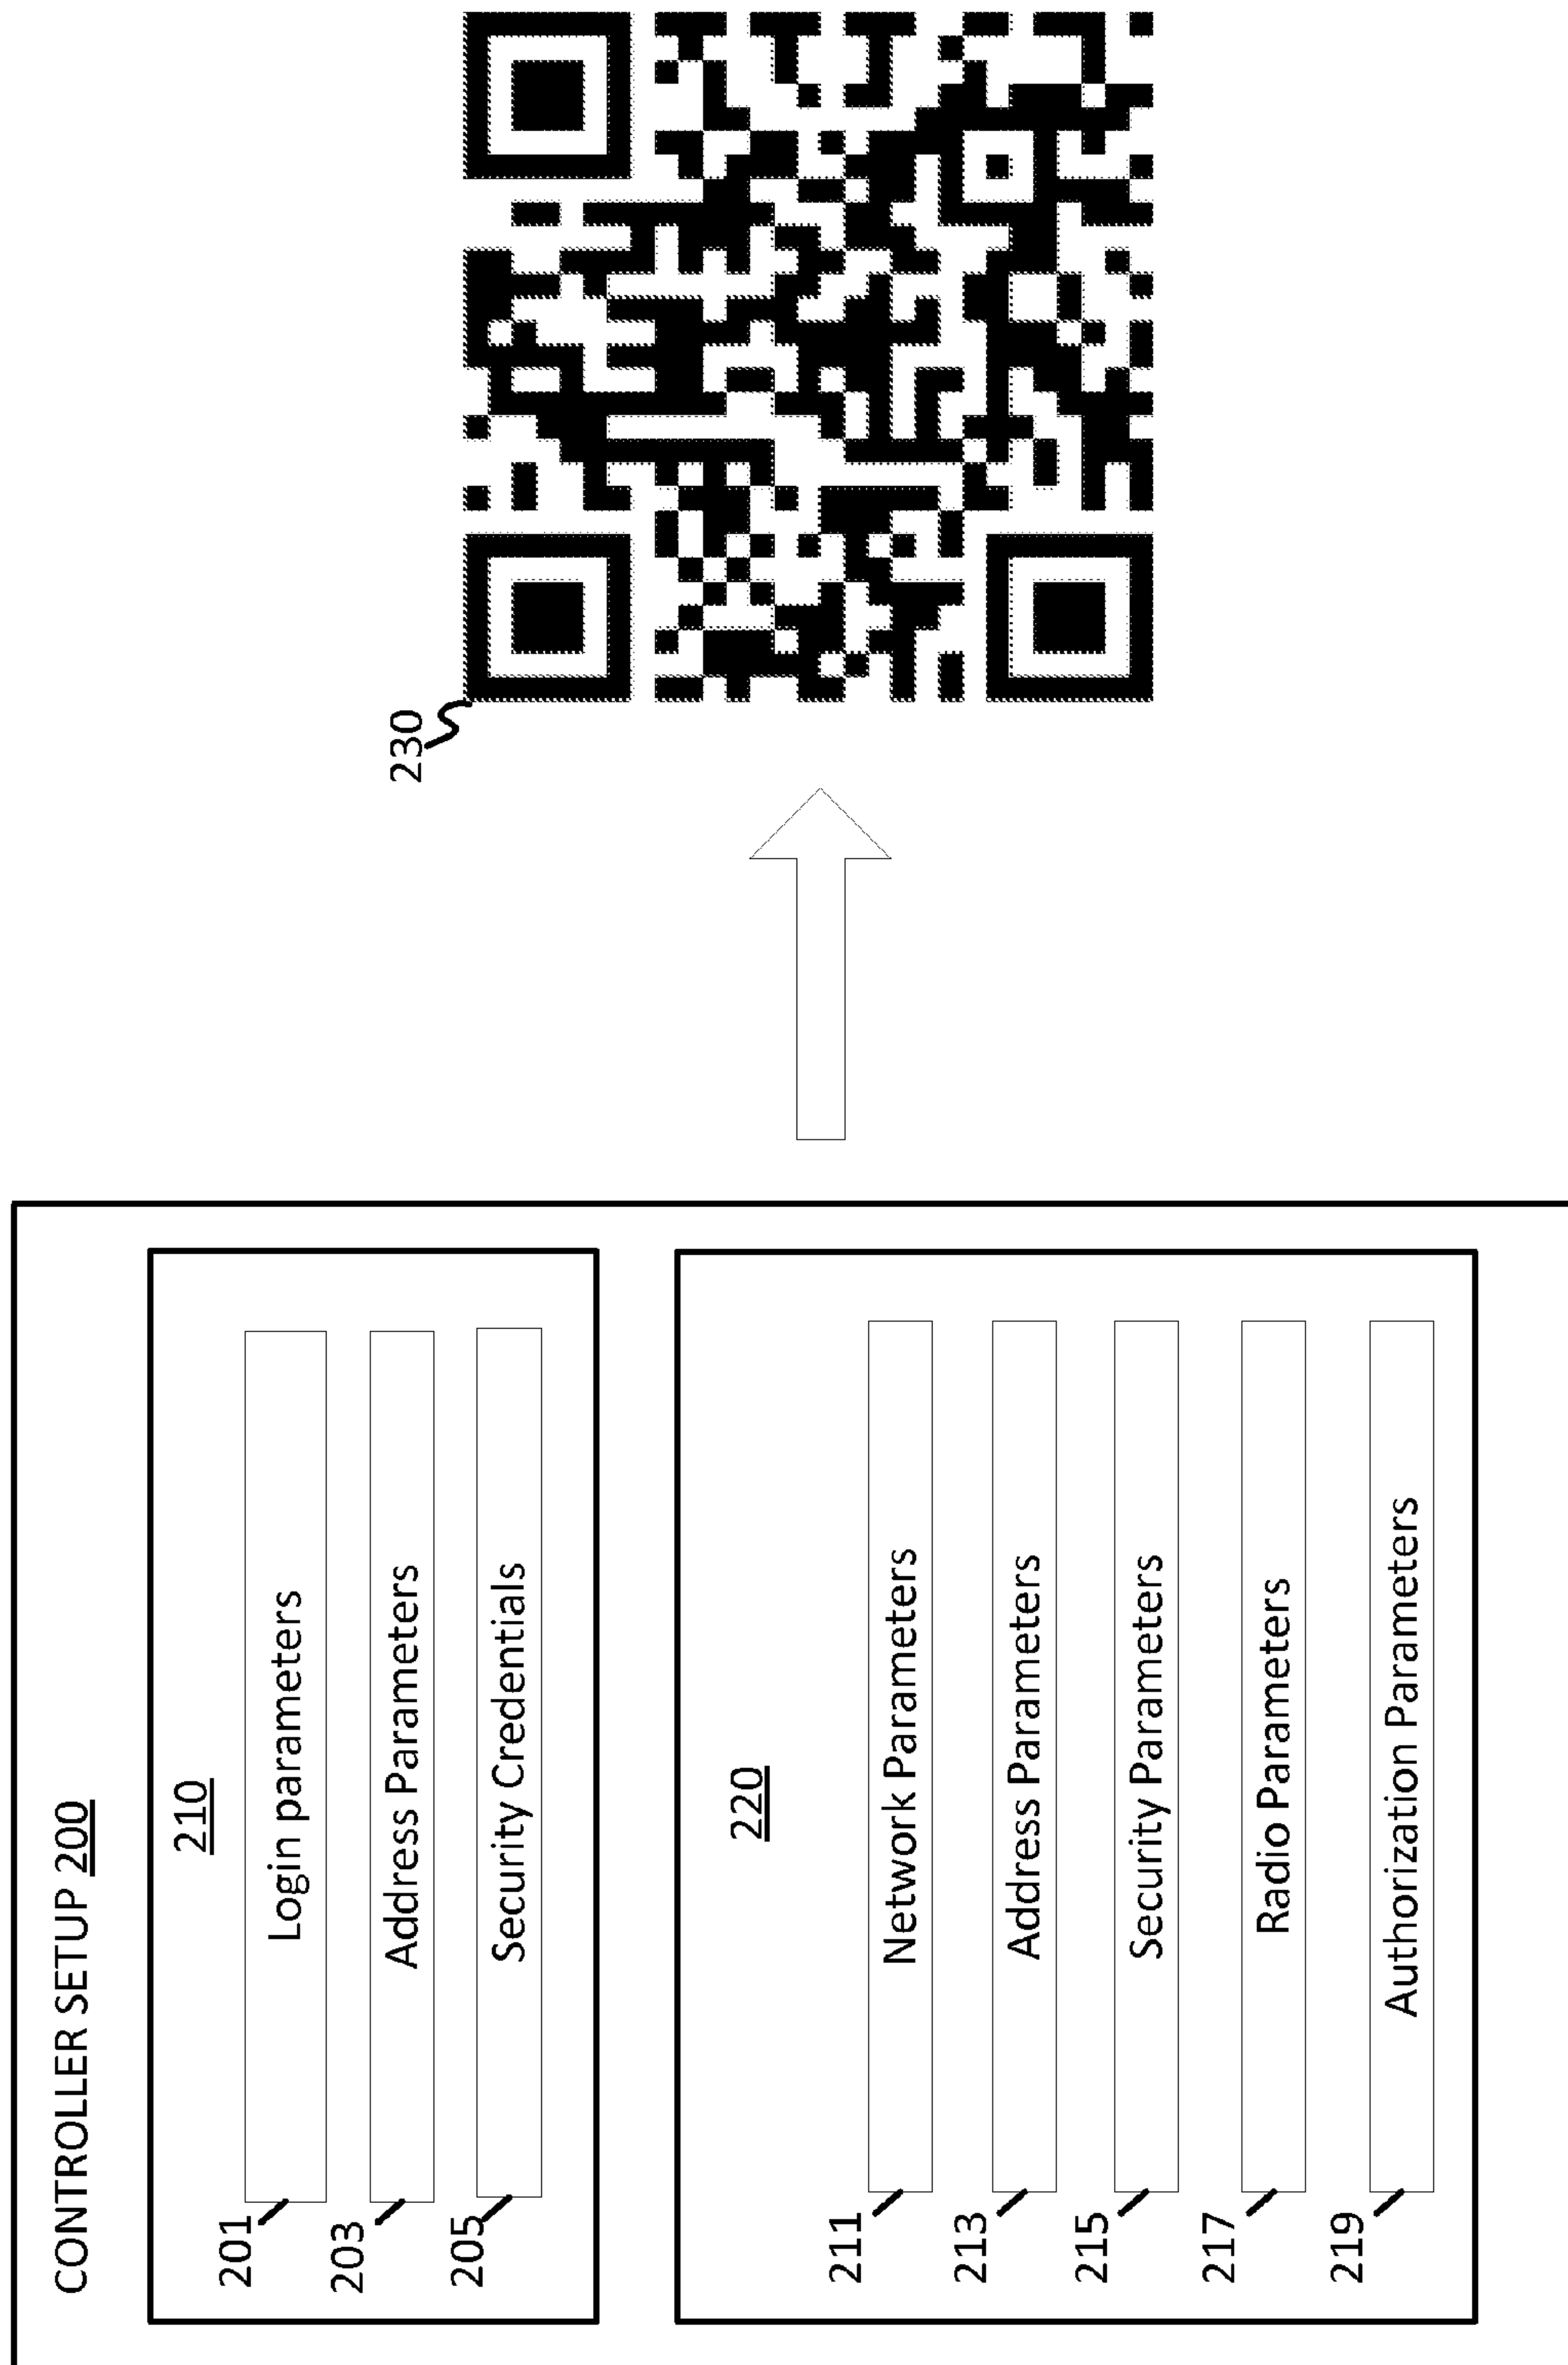 CONTROLLER SETUP 200
210
201
Login parameters
203
Address Parameters
205
Security Credentials
220
211
Network Parameters
213
Address Parameters
215
Security Parameters
217
Radio Parameters
219
Authorization Parameters
230